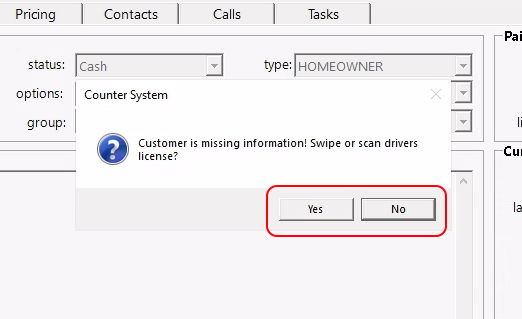 Pricing Contacts Calls Tasks
Pai
status: Cash type: HOMEOWNER
options:
Counter System
group:
li
Customer is missing information! Swipe or scan drivers
license?
Cu
Yes No
la